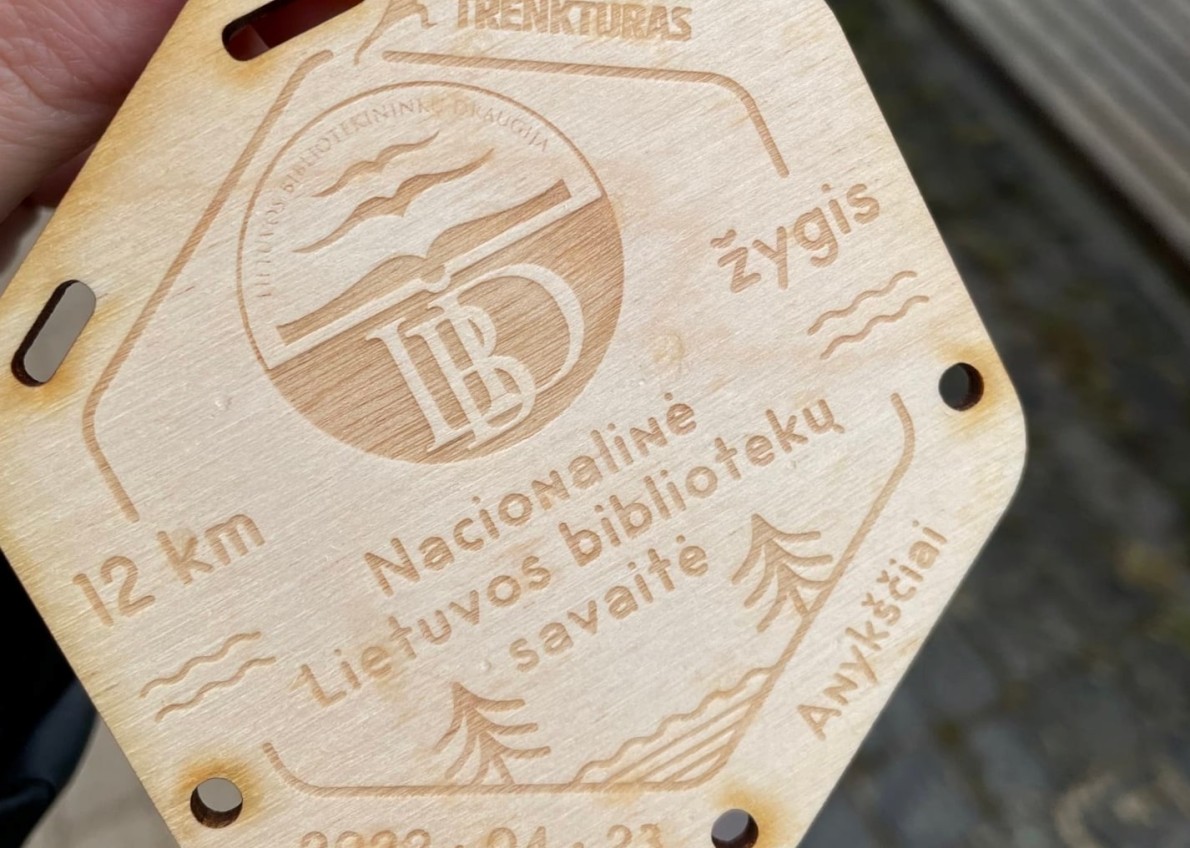 TRENKTURAS
LIETUVOS BIBLIOTEKININKŲ DRAUGIJA
LBD
žygis
Nacionalinė
Lietuvos bibliotekų
savaitė
12 km
Anykščiai